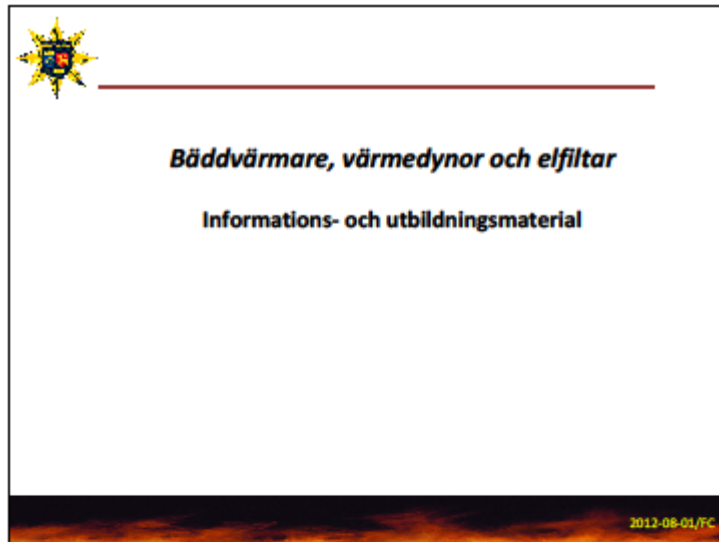 Bäddvärmare, värmedynor och elfiltar
Informations- och utbildningsmaterial
2012-08-01/FC